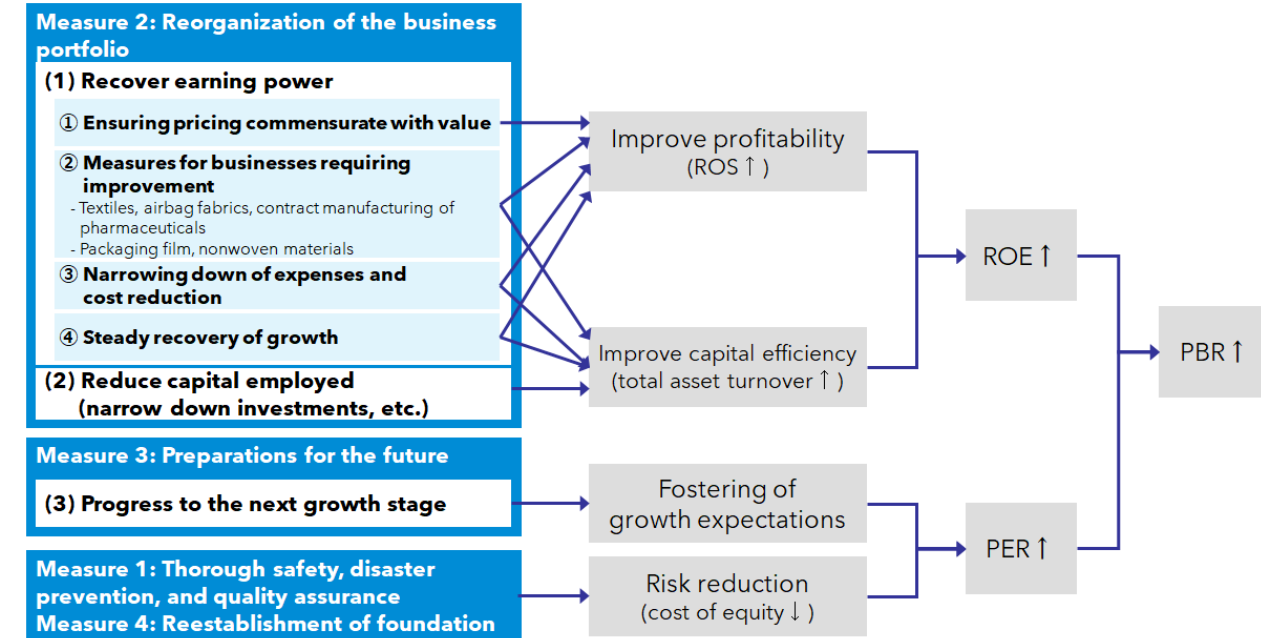 Measure 2: Reorganization of the business
portfolio
(1) Recover earning power
① Ensuring pricing commensurate with value
② Measures for businesses requiring
improvement
- Textiles, airbag fabrics, contract manufacturing of
pharmaceuticals
- Packaging film, nonwoven materials
③ Narrowing down of expenses and
cost reduction
④ Steady recovery of growth
(2) Reduce capital employed
(narrow down investments, etc.)
Measure 3: Preparations for the future
(3) Progress to the next growth stage
Measure 1: Thorough safety, disaster
prevention, and quality assurance
Measure 4: Reestablishment of foundation
Improve profitability
(ROS↑)
Improve capital efficiency
(total asset turnover↑)
Fostering of
growth expectations
Risk reduction
(cost of equity↓)
ROE↑
PER↑
PBR↑